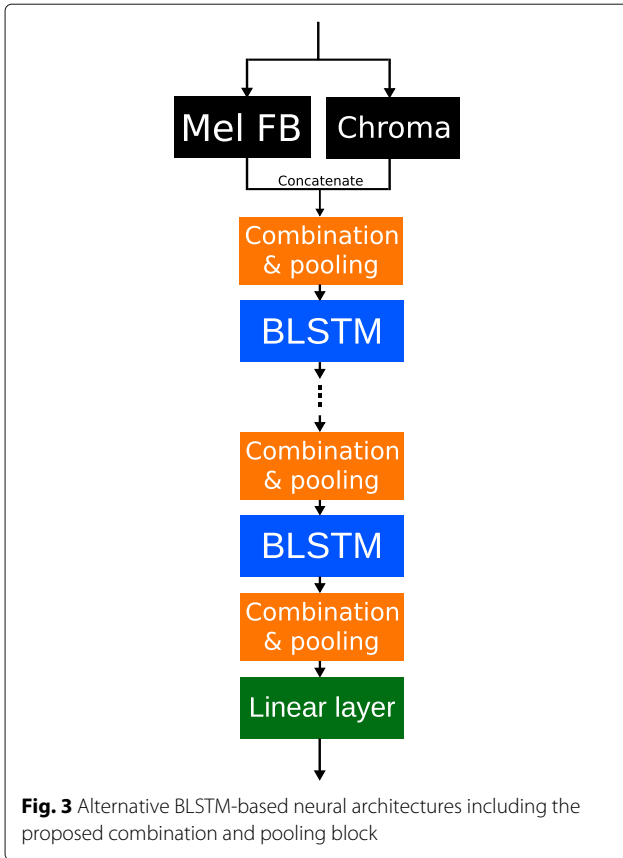 Mel FB
Chroma
Concatenate
Combination
& pooling
BLSTM
Combination
& pooling
BLSTM
Combination
& pooling
Linear layer
Fig. 3 Alternative BLSTM-based neural architectures including the
proposed combination and pooling block